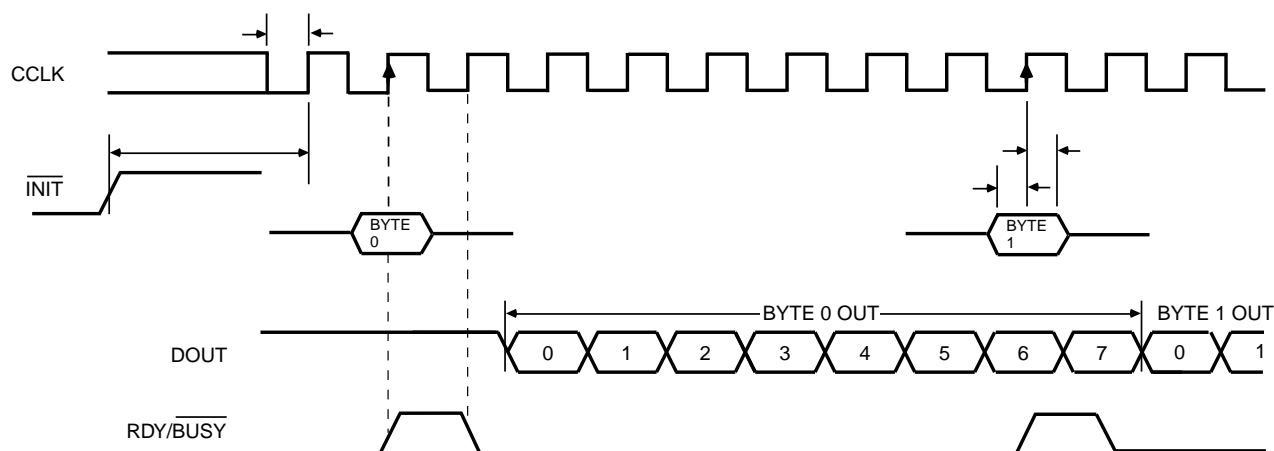 CCLK
INIT
BYTE
0
BYTE
1
BYTE 0 OUT
BYTE 1 OUT
DOUT
0 1 2 3 4 5 6 7 0 1
RDY/BUSY